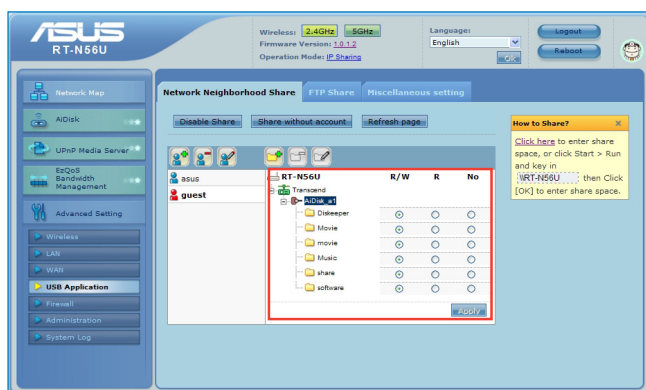 ASUS
RT-N56U
Wireless: 2.4GHz 5GHz
Firmware Version: 1.0.1.2
Operation Mode: IP Sharing
Language:
English
OK
Logout
Reboot
Network Map
AiDisk
UPnP Media Server
EzQoS
Bandwidth
Management
Advanced Setting
Wireless
LAN
WAN
USB Application
Firewall
Administration
System Log
Network Neighborhood Share FTP Share Miscellaneous setting
Disable Share Share without account Refresh page
asus
guest
RT-N56U R/W R No
Transcend
AiDisk_a1
Diskeeper
Movie
movie
Music
share
software
Apply
How to Share? ×
Click here to enter share
space, or click Start > Run
and key in
\\RT-N56U then Click
[OK] to enter share space.